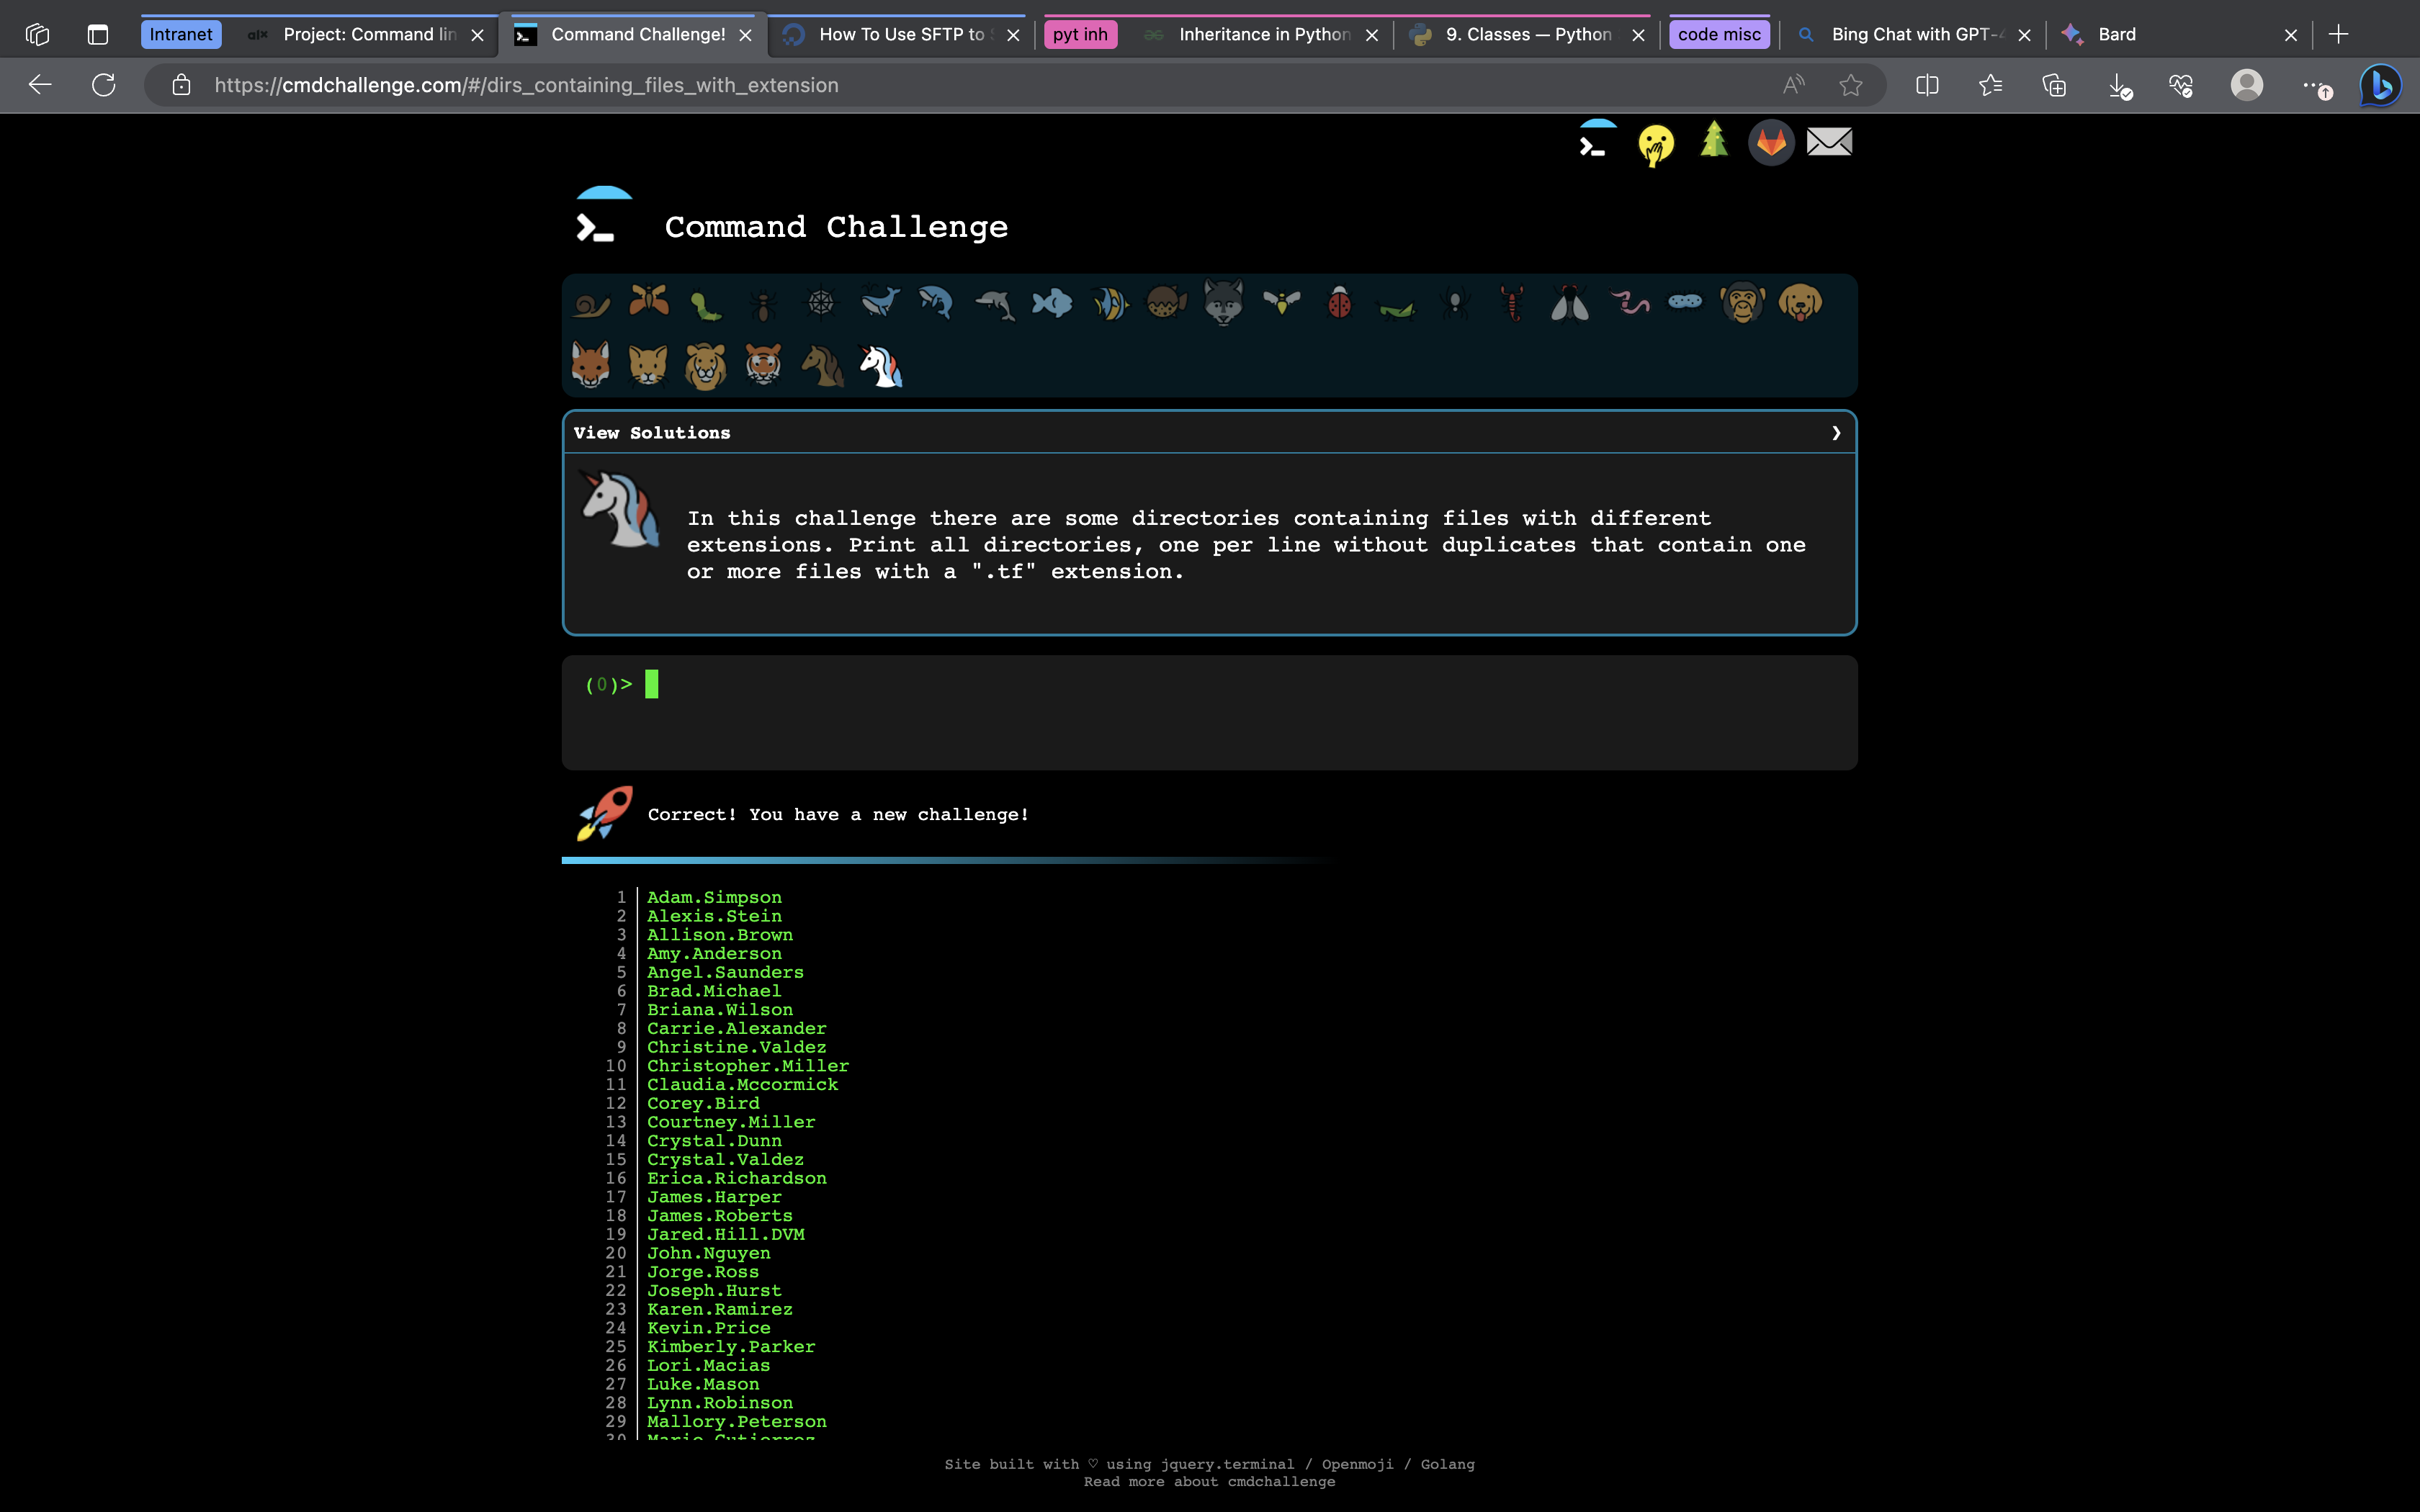 Intranet
Project: Command lin
Command Challenge!
How To Use SFTP to
pyt inh
Inheritance in Python
9. Classes — Python
code misc
Bing Chat with GPT-4
Bard
https://cmdchallenge.com/#/dirs_containing_files_with_extension
Command Challenge
View Solutions
In this challenge there are some directories containing files with different
extensions. Print all directories, one per line without duplicates that contain one
or more files with a ".tf" extension.
(0)>
Correct! You have a new challenge!
1 Adam.Simpson
2 Alexis.Stein
3 Allison.Brown
4 Amy.Anderson
5 Angel.Saunders
6 Brad.Michael
7 Briana.Wilson
8 Carrie.Alexander
9 Christine.Valdez
10 Christopher.Miller
11 Claudia.Mccormick
12 Corey.Bird
13 Courtney.Miller
14 Crystal.Dunn
15 Crystal.Valdez
16 Erica.Richardson
17 James.Harper
18 James.Roberts
19 Jared.Hill.DVM
20 John.Nguyen
21 Jorge.Ross
22 Joseph.Hurst
23 Karen.Ramirez
24 Kevin.Price
25 Kimberly.Parker
26 Lori.Macias
27 Luke.Mason
28 Lynn.Robinson
29 Mallory.Peterson
Site built with ♡ using jquery.terminal / Openmoji / Golang
Read more about cmdchallenge